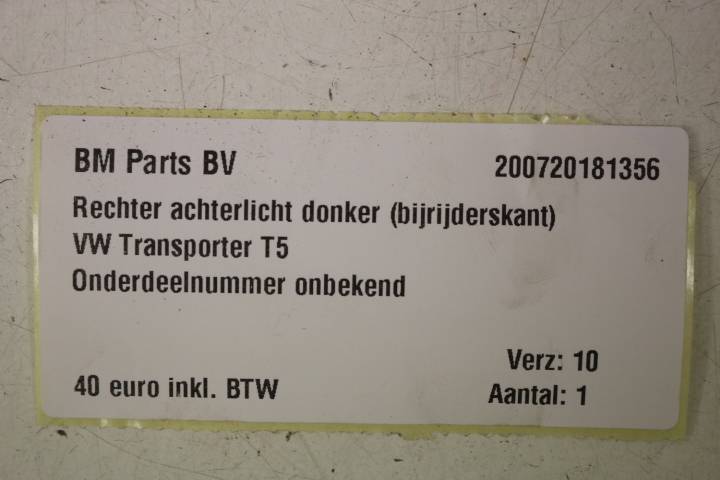 BM Parts BV 200720181356
Rechter achterlicht donker (bijrijderskant)
VW Transporter T5
Onderdeelnummer onbekend
Verz: 10
40 euro inkl. BTW Aantal: 1